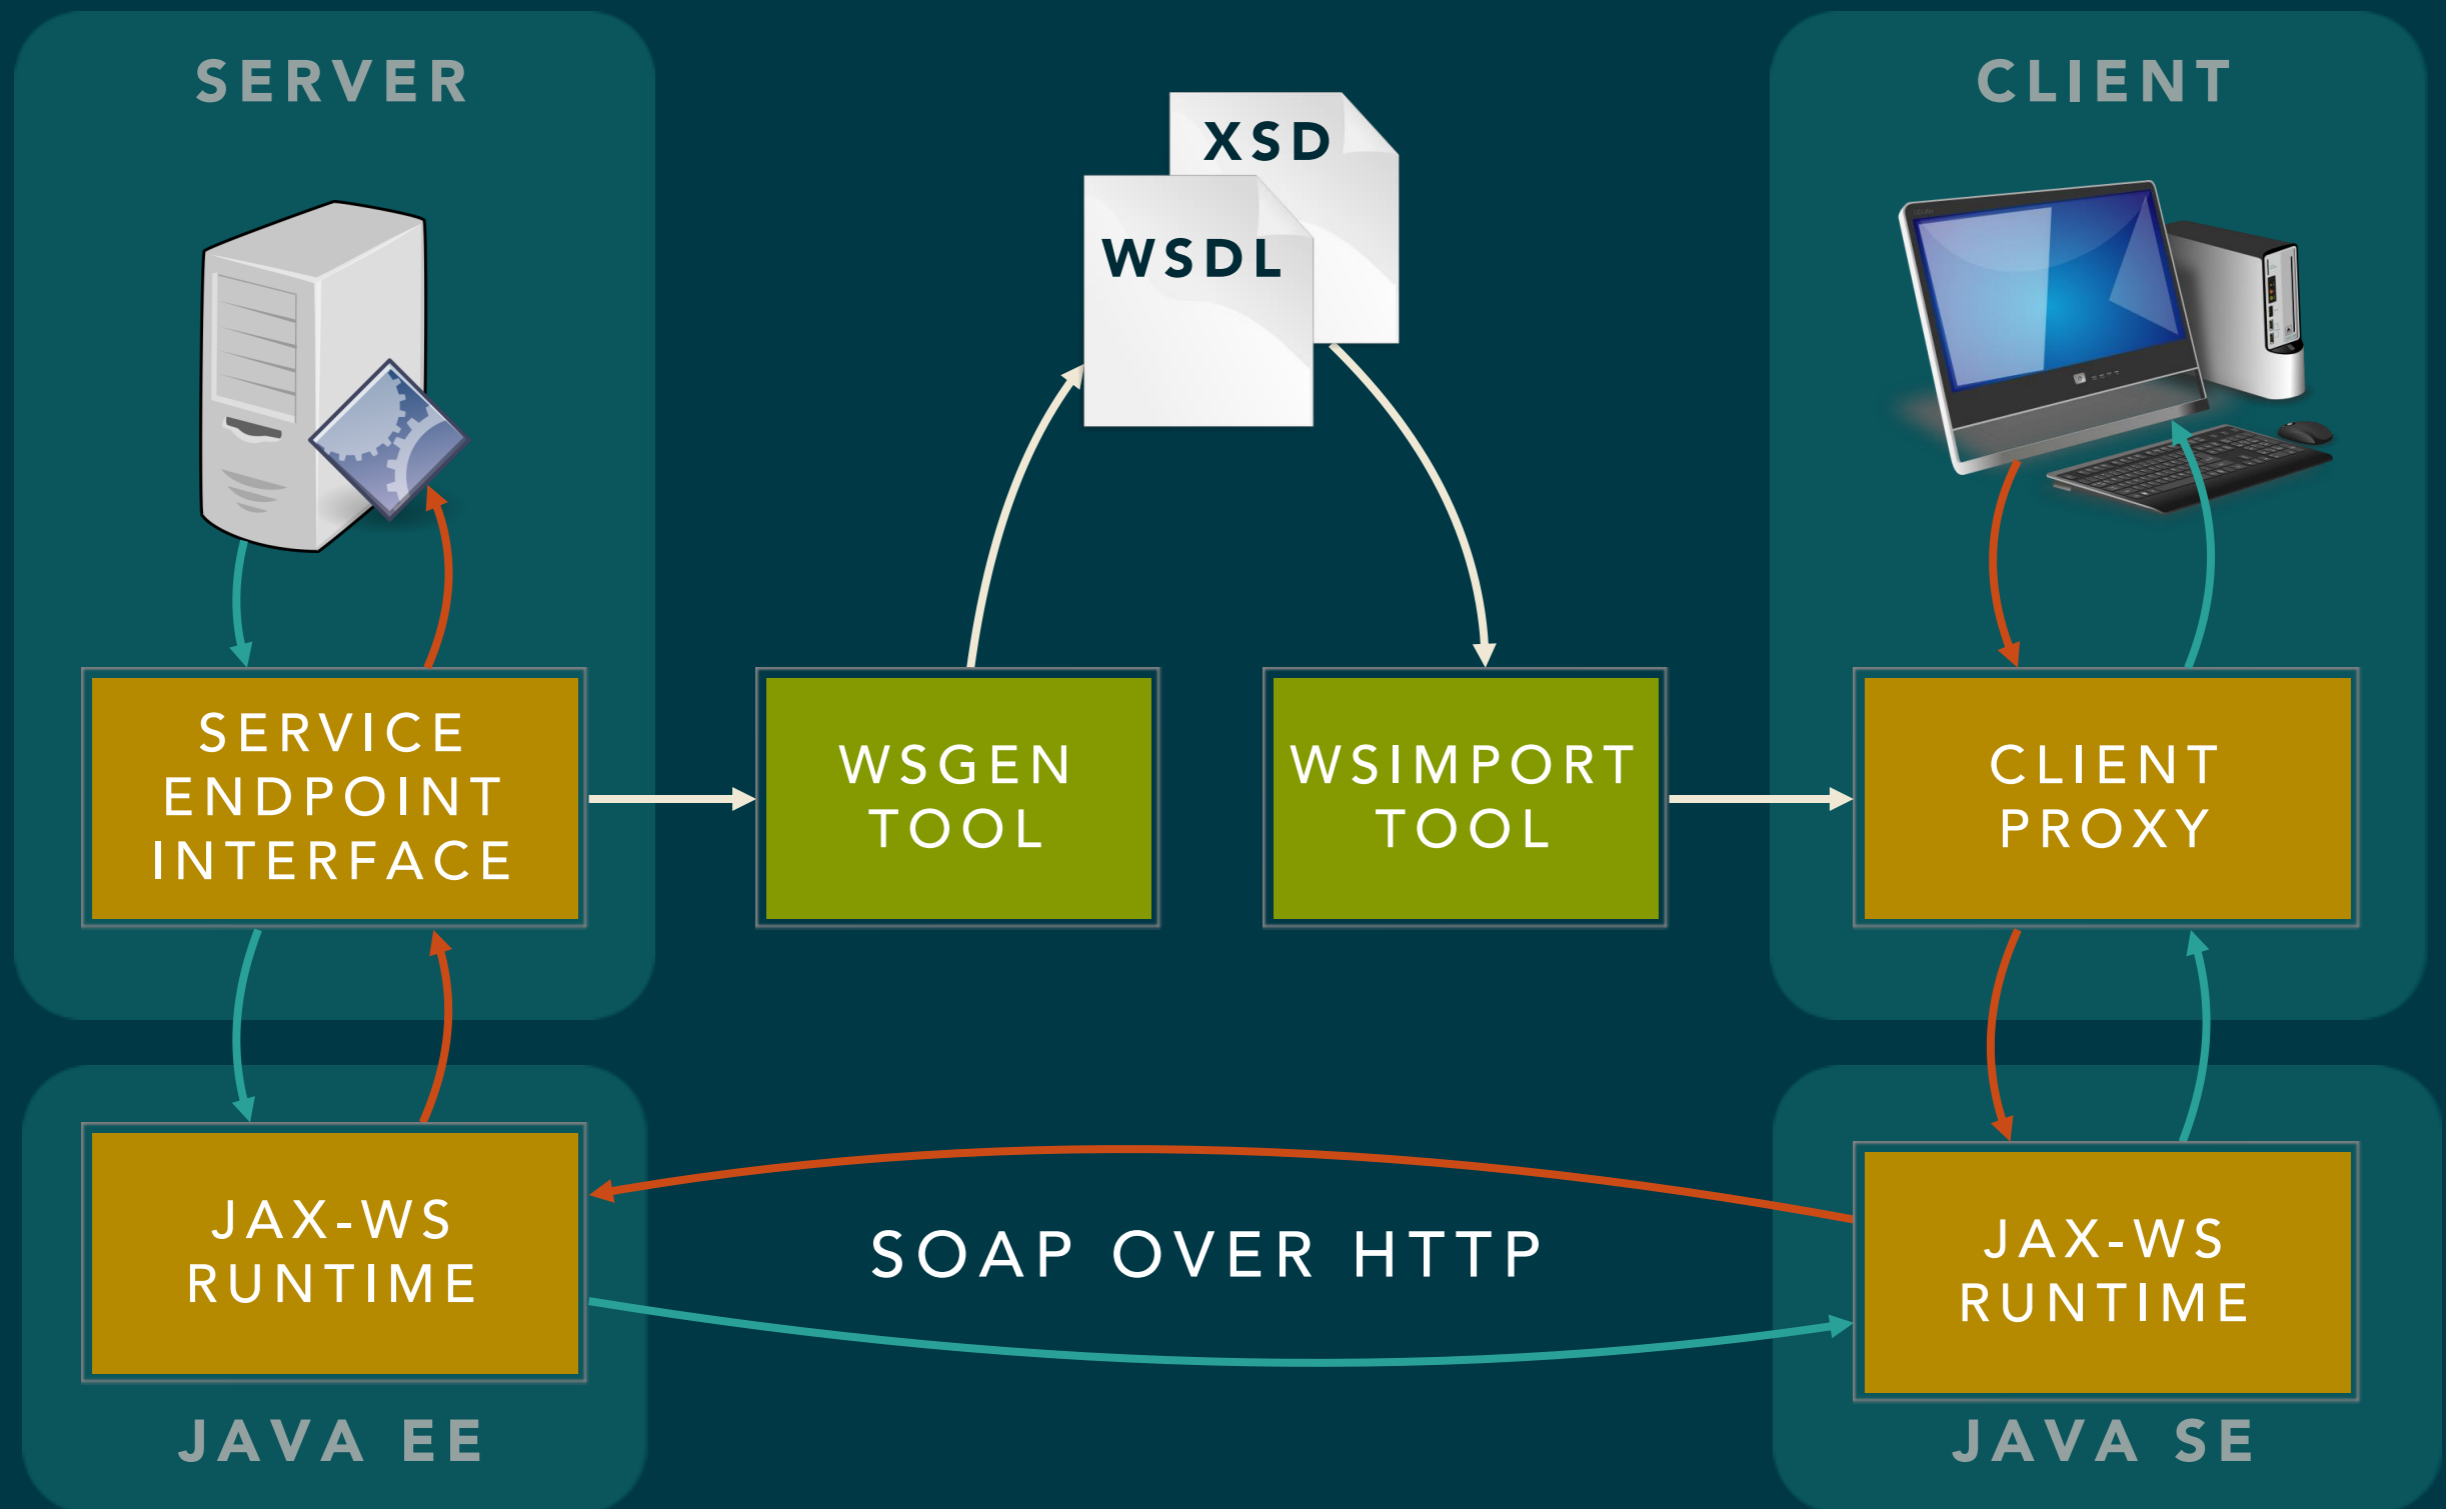 SERVER
CLIENT
XSD
WSDL
SERVICE
ENDPOINT
INTERFACE
WSGEN
TOOL
WSIMPORT
TOOL
CLIENT
PROXY
JAX-WS
RUNTIME
SOAP OVER HTTP
JAX-WS
RUNTIME
JAVA EE
JAVA SE